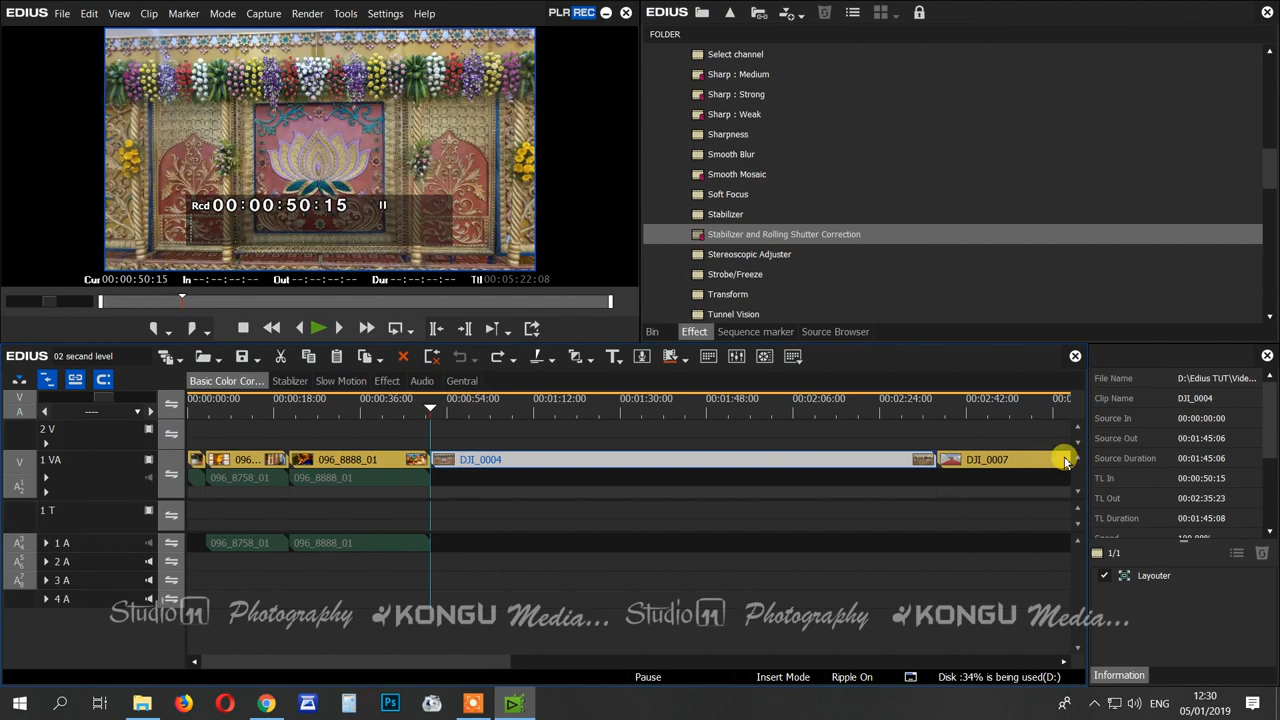 EDIUS File Edit View Clip Marker Mode Capture Render Tools Settings Help PLR REC
EDIUS
FOLDER
Select channel
Sharp : Medium
Sharp : Strong
Sharp : Weak
Sharpness
Smooth Blur
Smooth Mosaic
Soft Focus
Stabilizer
Stabilizer and Rolling Shutter Correction
Stereoscopic Adjuster
Strobe/Freeze
Transform
Tunnel Vision
Rcd 00:00:50:15 II
Cur 00:00:50:15 In --:--:--:-- Out --:--:--:-- Dur --:--:--:-- Ttl 00:05:22:08
Bin Effect Sequence marker Source Browser
EDIUS 02 second level
Basic Color Cor... Stablizer Slow Motion Effect Audio Gentral
00:00:00:00 00:00:18:00 00:00:36:00 00:00:54:00 00:01:12:00 00:01:30:00 00:01:48:00 00:02:06:00 00:02:24:00 00:02:42:00 00:0
V
A
----
2 V
V
1 VA
096... 096_8888_01 DJI_0004 DJI_0007
096_8758_01 096_8888_01
1 T
1 A
096_8758_01 096_8888_01
2 A
3 A
4 A
Studio 11 Photography KONGU Media... Studio 11 Photography KONGU Media...
File Name D:\Edius TUT\Vide...
Clip Name DJI_0004
Source In 00:00:00:00
Source Out 00:01:45:06
Source Duration 00:01:45:06
TL In 00:00:50:15
TL Out 00:02:35:23
TL Duration 00:01:45:08
1/1
Layouter
Information
Pause Insert Mode Ripple On Disk :34% is being used(D:)
Ps
ENG
12:30
05/01/2019